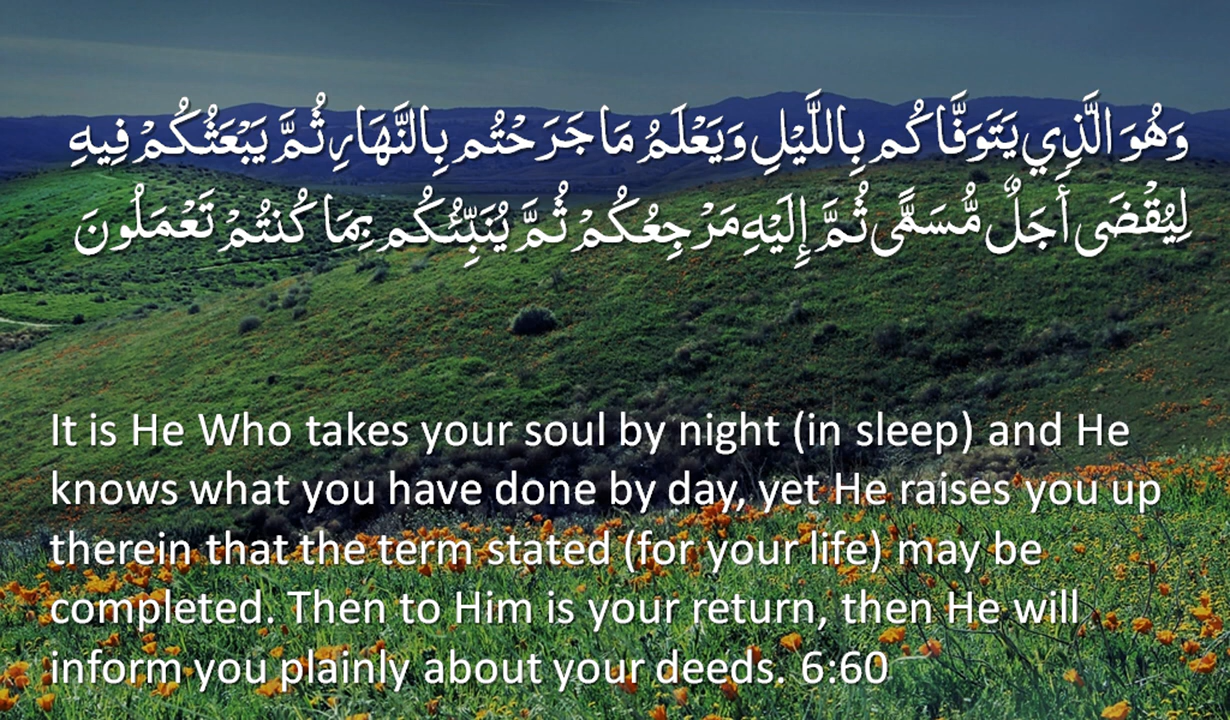 وَهُوَ الَّذِي يَتَوَفَّاكُم بِاللَّيْلِ وَيَعْلَمُ مَا جَرَحْتُم بِالنَّهَارِ ثُمَّ يَبْعَثُكُمْ فِيهِ
لِيُقْضَى أَجَلٌ مُّسَمًّى ثُمَّ إِلَيْهِ مَرْجِعُكُمْ ثُمَّ يُنَبِّئُكُم بِمَا كُنتُمْ تَعْمَلُونَ
It is He Who takes your soul by night (in sleep) and He
knows what you have done by day, yet He raises you up
therein that the term stated (for your life) may be
completed. Then to Him is your return, then He will
inform you plainly about your deeds. 6:60